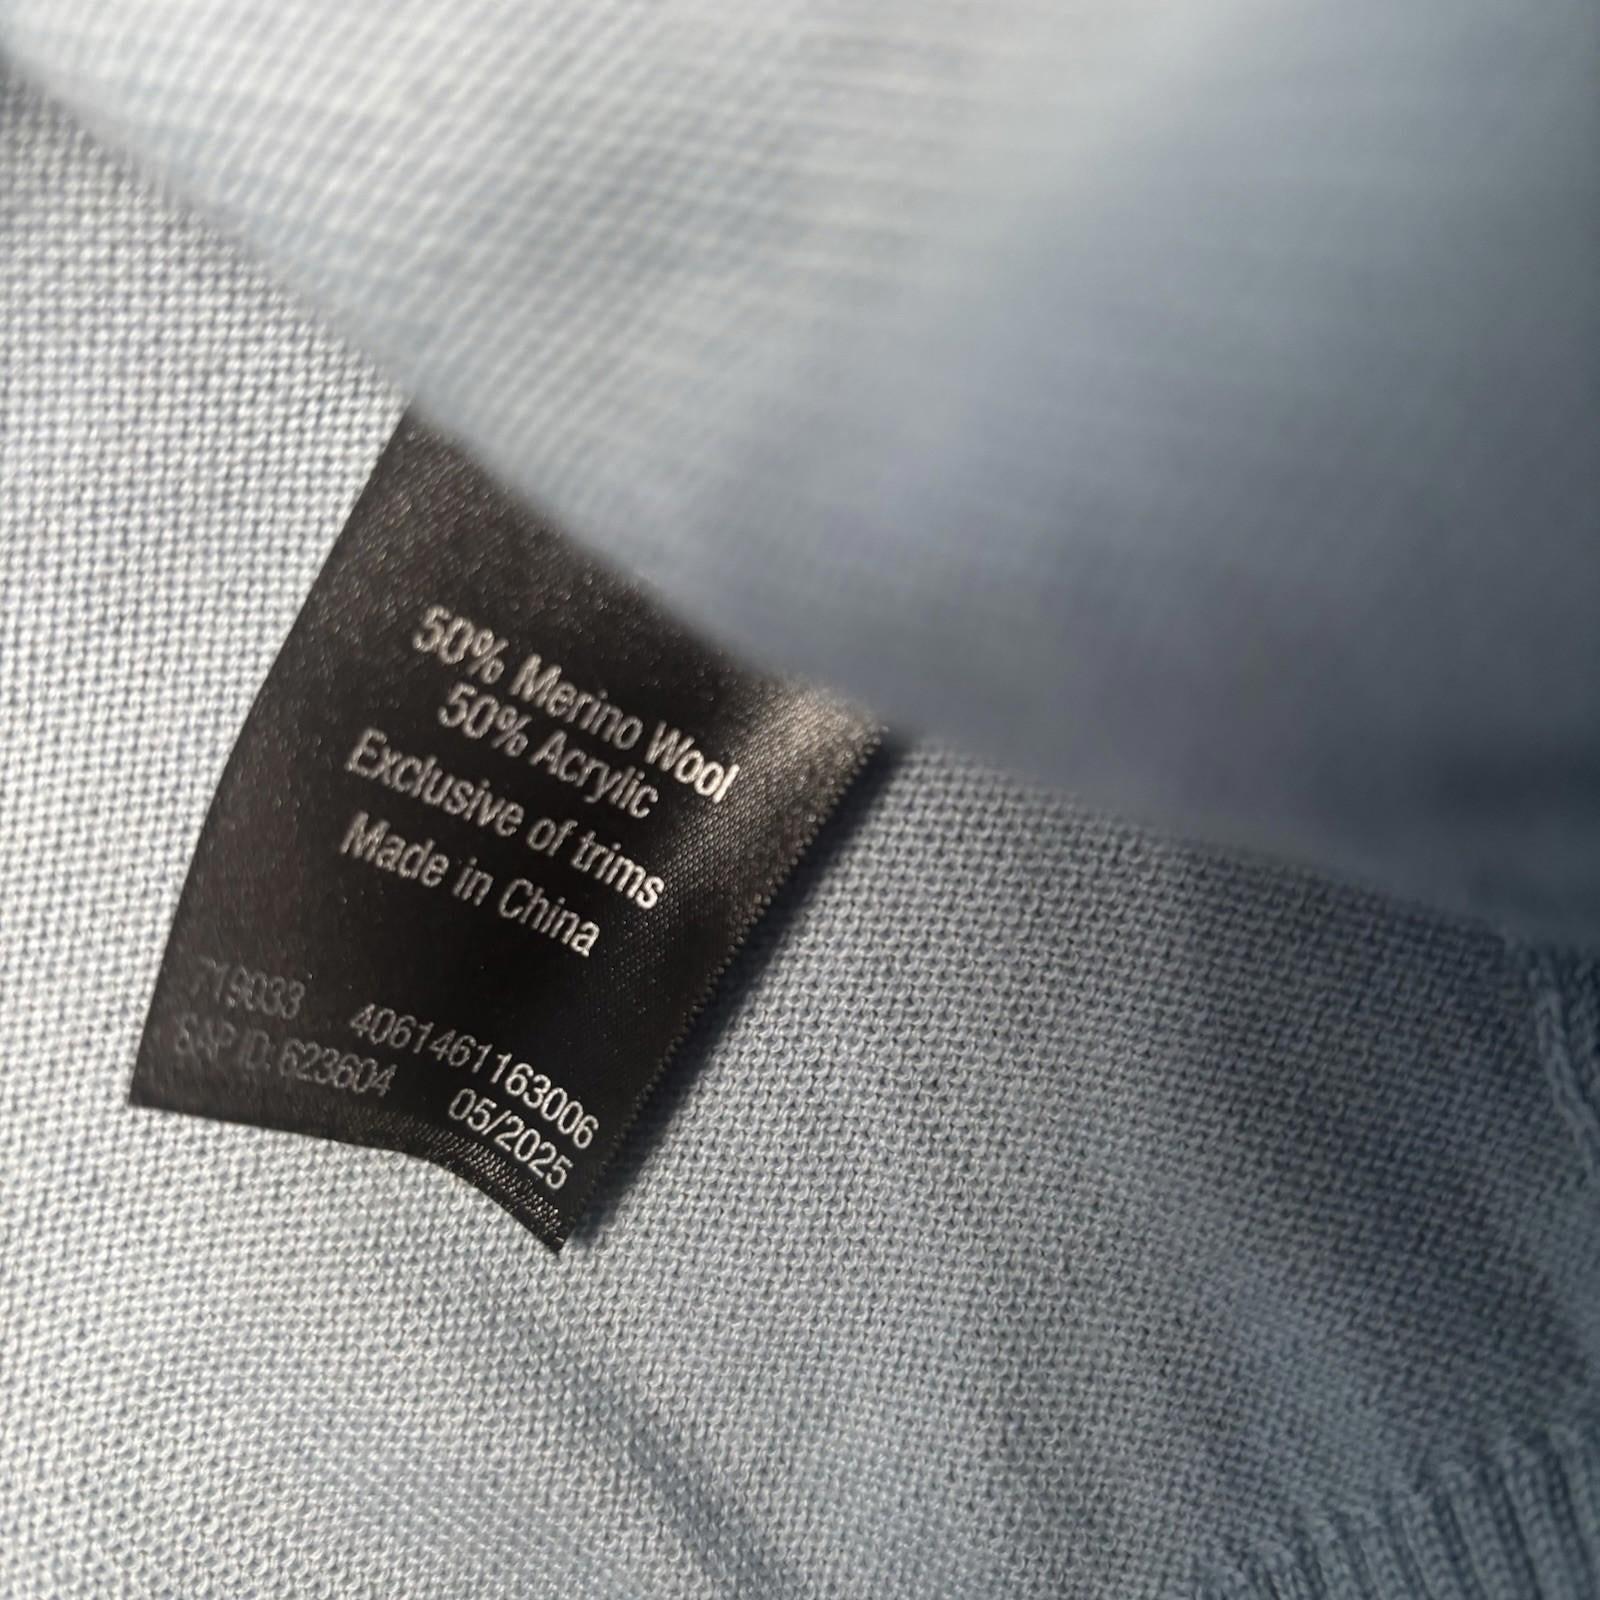 50% Merino Wool
50% Acrylic
Exclusive of trims
Made in China
719033 4061461163006
SAP ID: 623604 05/2025